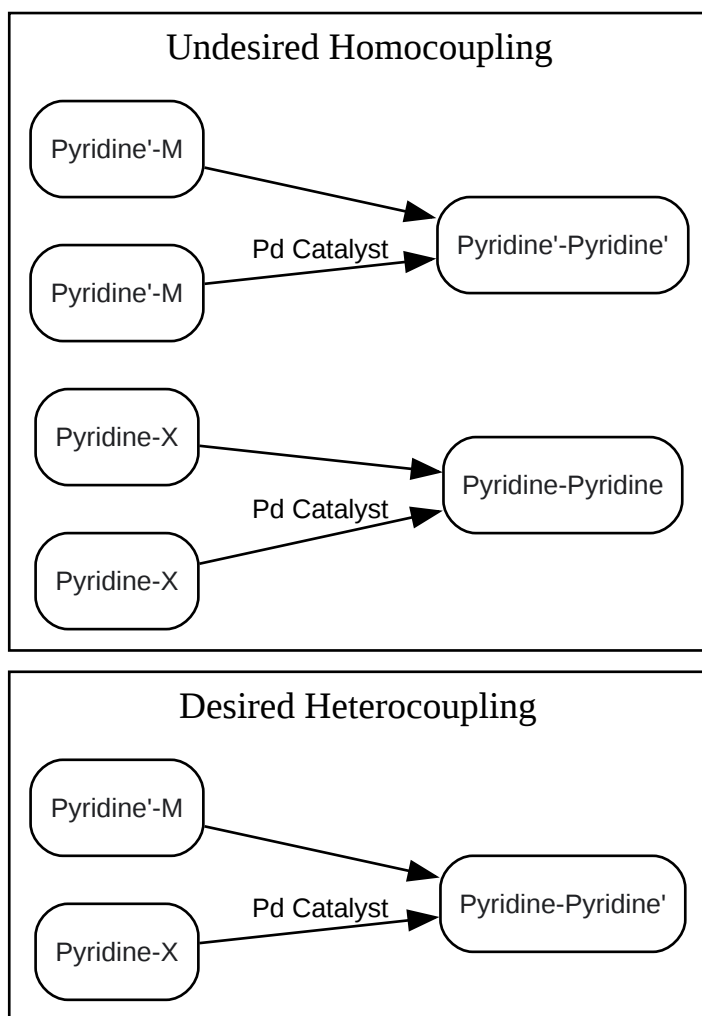 Undesired Homocoupling
Pyridine'-M
Pyridine'-M
Pd Catalyst
Pyridine'-Pyridine'
Pyridine-X
Pyridine-X
Pd Catalyst
Pyridine-Pyridine
Desired Heterocoupling
Pyridine'-M
Pyridine-X
Pd Catalyst
Pyridine-Pyridine'